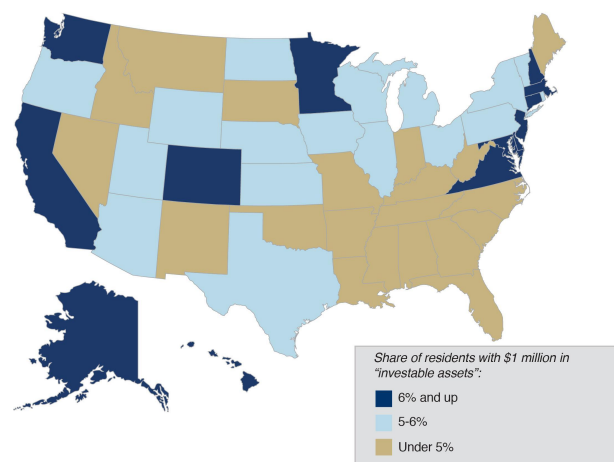 Share of residents with $1 million in
“investable assets”:
6% and up
5-6%
Under 5%